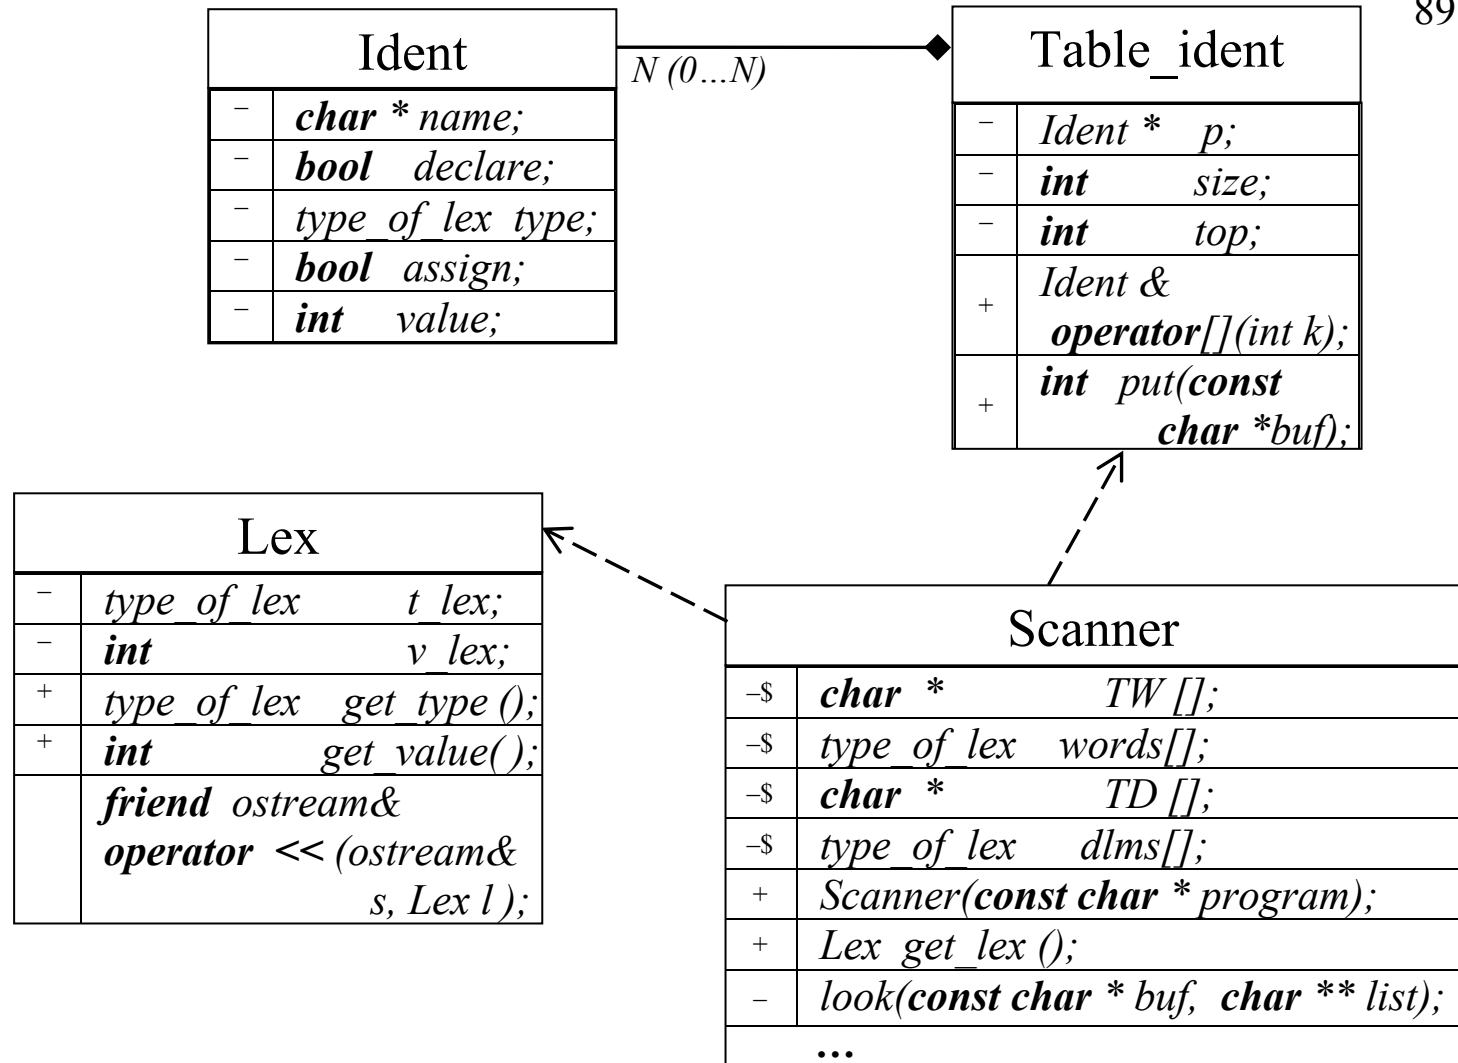 89
Ident
– char * name;
– bool declare;
– type_of_lex type;
– bool assign;
– int value;
N (0...N)
Table_ident
– Ident * p;
– int size;
– int top;
+ Ident &
operator[](int k);
+ int put(const
char *buf);
Lex
– type_of_lex t_lex;
– int v_lex;
+ type_of_lex get_type ();
+ int get_value( );
friend ostream&
operator << (ostream&
s, Lex l );
Scanner
–$ char * TW [];
–$ type_of_lex words[];
–$ char * TD [];
–$ type_of_lex dlms[];
+ Scanner(const char * program);
+ Lex get_lex ();
– look(const char * buf, char ** list);
...